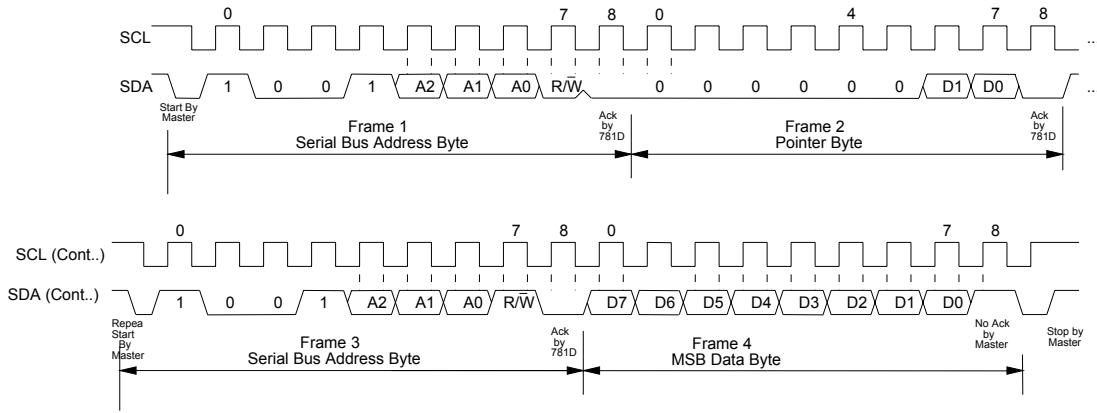 0 7 8 0 4 7 8
SCL ...
SDA 1 0 0 1 A2 A1 A0 R/W̅ 0 0 0 0 0 0 D1 D0 ...
Start By
Master
Ack
by
781D
Ack
by
781D
Frame 1
Serial Bus Address Byte
Frame 2
Pointer Byte
0 7 8 0 7 8
SCL (Cont..)
SDA (Cont..) 1 0 0 1 A2 A1 A0 R/W̅ D7 D6 D5 D4 D3 D2 D1 D0
Repea
Start
By
Master
Ack
by
781D
No Ack
by
Master
Stop by
Master
Frame 3
Serial Bus Address Byte
Frame 4
MSB Data Byte